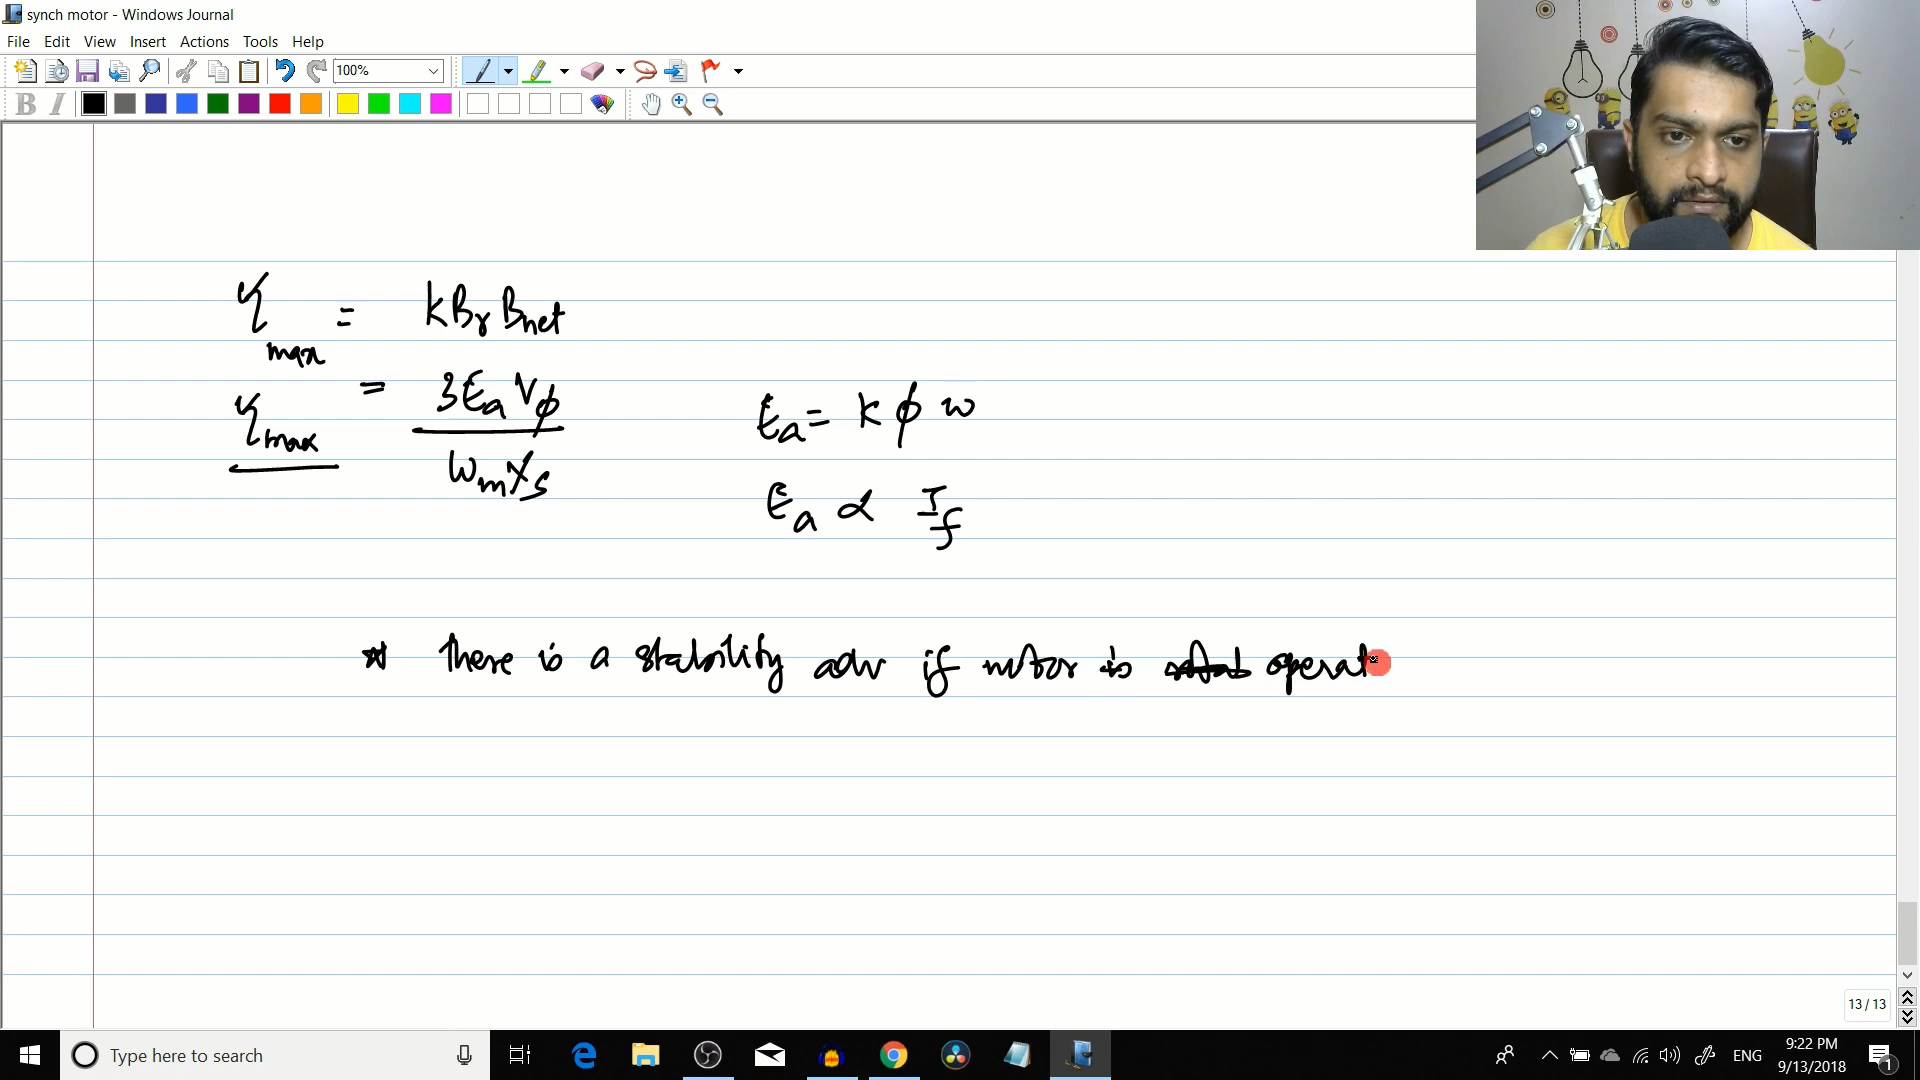 synch motor - Windows Journal
File Edit View Insert Actions Tools Help
100%
B I
τmax = kBrBnet
τmax = 3EaVϕ / ωmXs
Ea = kϕω
Ea ∝ If
* there is a stability adv if motor is operat
13 / 13
Type here to search
ENG
9:22 PM
9/13/2018
1